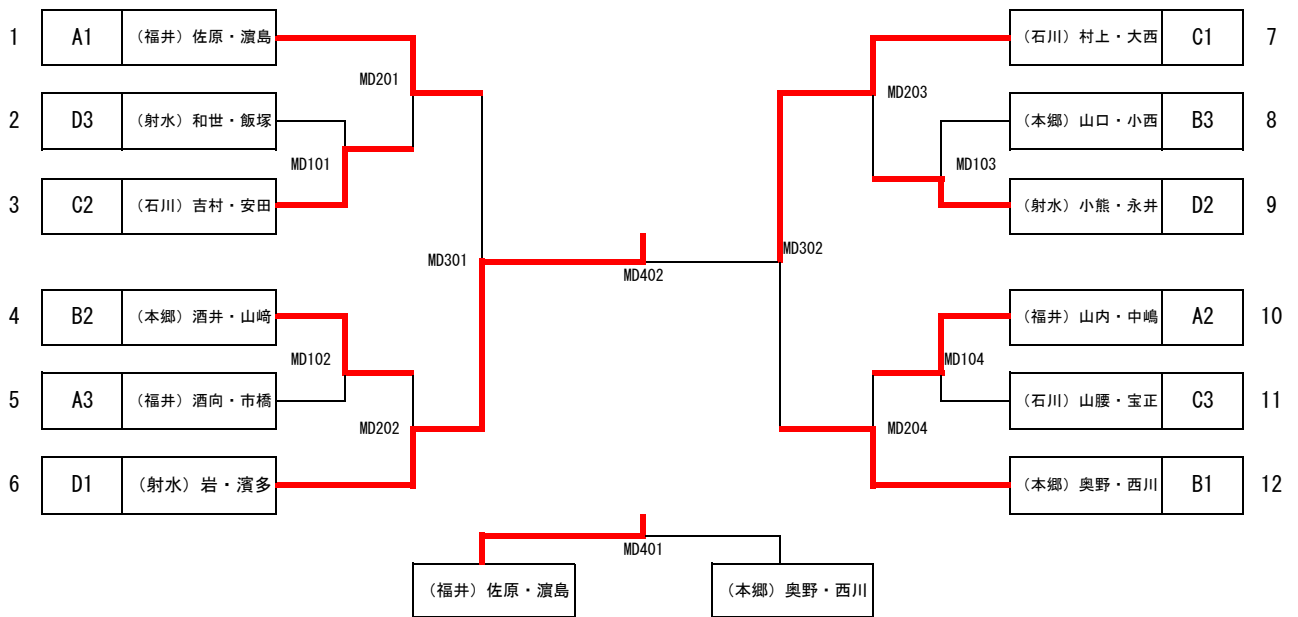 1 A1 (福井) 佐原・濵島
MD201
2 D3 (射水) 和世・飯塚
MD101
3 C2 (石川) 吉村・安田
MD301
4 B2 (本郷) 酒井・山﨑
MD102
5 A3 (福井) 酒向・市橋
MD202
6 D1 (射水) 岩・濱多
MD402
(石川) 村上・大西 C1 7
MD203
(本郷) 山口・小西 B3 8
MD103
(射水) 小熊・永井 D2 9
MD302
(福井) 山内・中嶋 A2 10
MD104
(石川) 山腰・宝正 C3 11
MD204
(本郷) 奥野・西川 B1 12
MD401
(福井) 佐原・濵島
(本郷) 奥野・西川